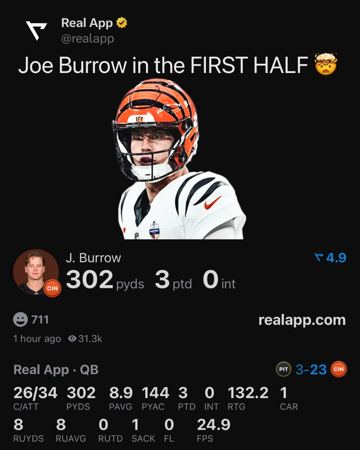 Real App
@realapp
Joe Burrow in the FIRST HALF 🤯
J. Burrow
4.9
302 pyds 3 ptd 0 int
CIN
711
realapp.com
1 hour ago 31.3k
Real App · QB PIT 3-23 CIN
26/34 302 8.9 144 3 0 132.2 1
C/ATT PYDS PAVG PYAC PTD INT RTG CAR
8 8 0 1 0 24.9
RUYDS RUAVG RUTD SACK FL FPS